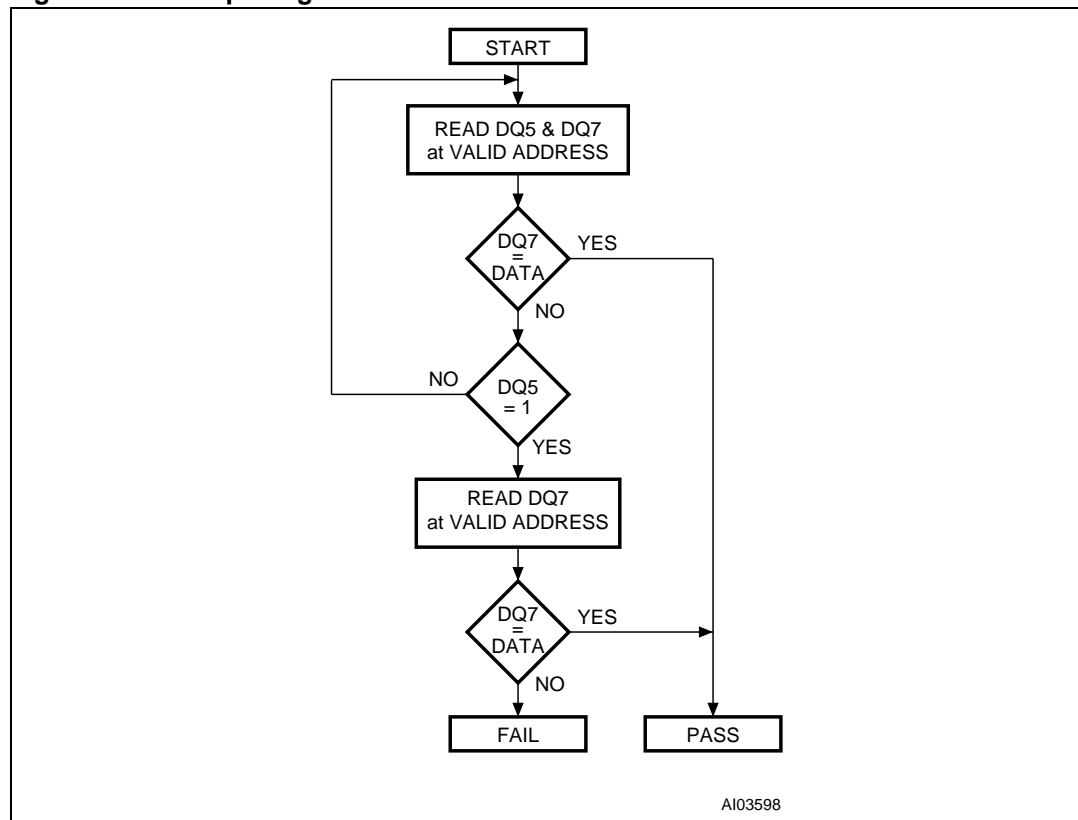 START
READ DQ5 & DQ7
at VALID ADDRESS
DQ7
=
DATA
YES
NO
NO
DQ5
= 1
YES
READ DQ7
at VALID ADDRESS
DQ7
=
DATA
YES
NO
FAIL
PASS
AI03598